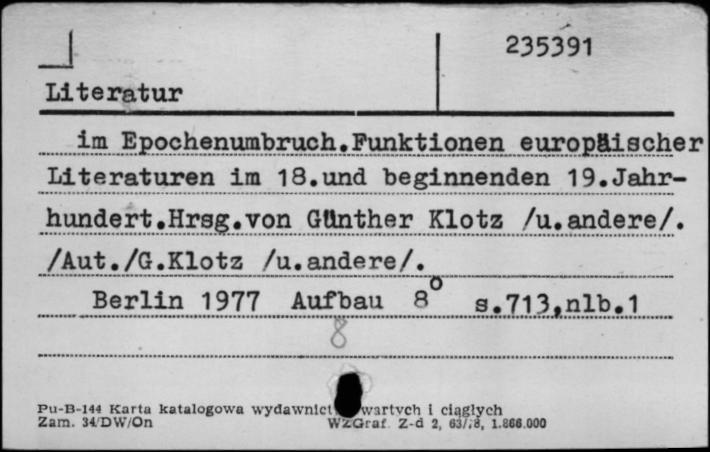 235391
Literatur
im Epochenumbruch.Funktionen europäischer
Literaturen im 18.und beginnenden 19.Jahr-
hundert.Hrsg.von Günther Klotz /u.andere/.
/Aut./G.Klotz /u.andere/.
Berlin 1977 Aufbau 8° s.713,nlb.1
8
Pu-B-144 Karta katalogowa wydawnict wartych i ciągłych
Zam. 34/DW/On WZGraf. Z-d 2, 63/78, 1.866.000